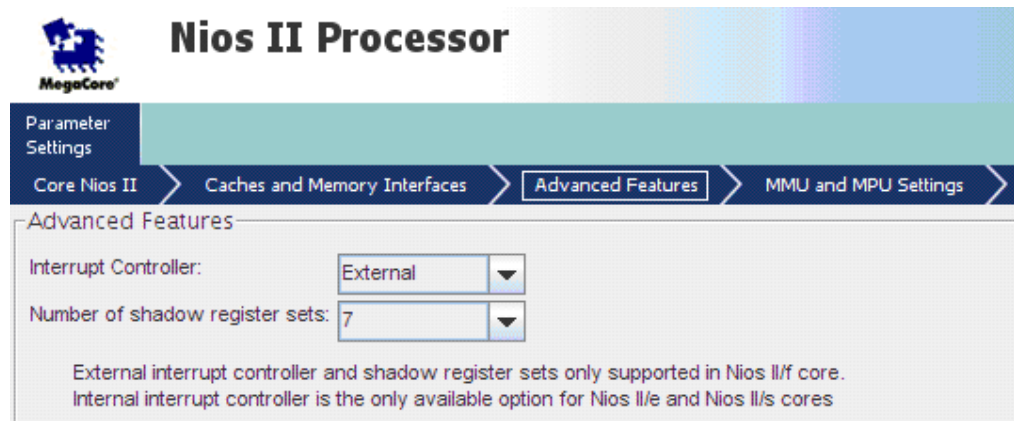 Nios II Processor
MegaCore®
Parameter
Settings
Core Nios II
Caches and Memory Interfaces
Advanced Features
MMU and MPU Settings
Advanced Features
Interrupt Controller:
External
Number of shadow register sets:
7
External interrupt controller and shadow register sets only supported in Nios II/f core.
Internal interrupt controller is the only available option for Nios II/e and Nios II/s cores